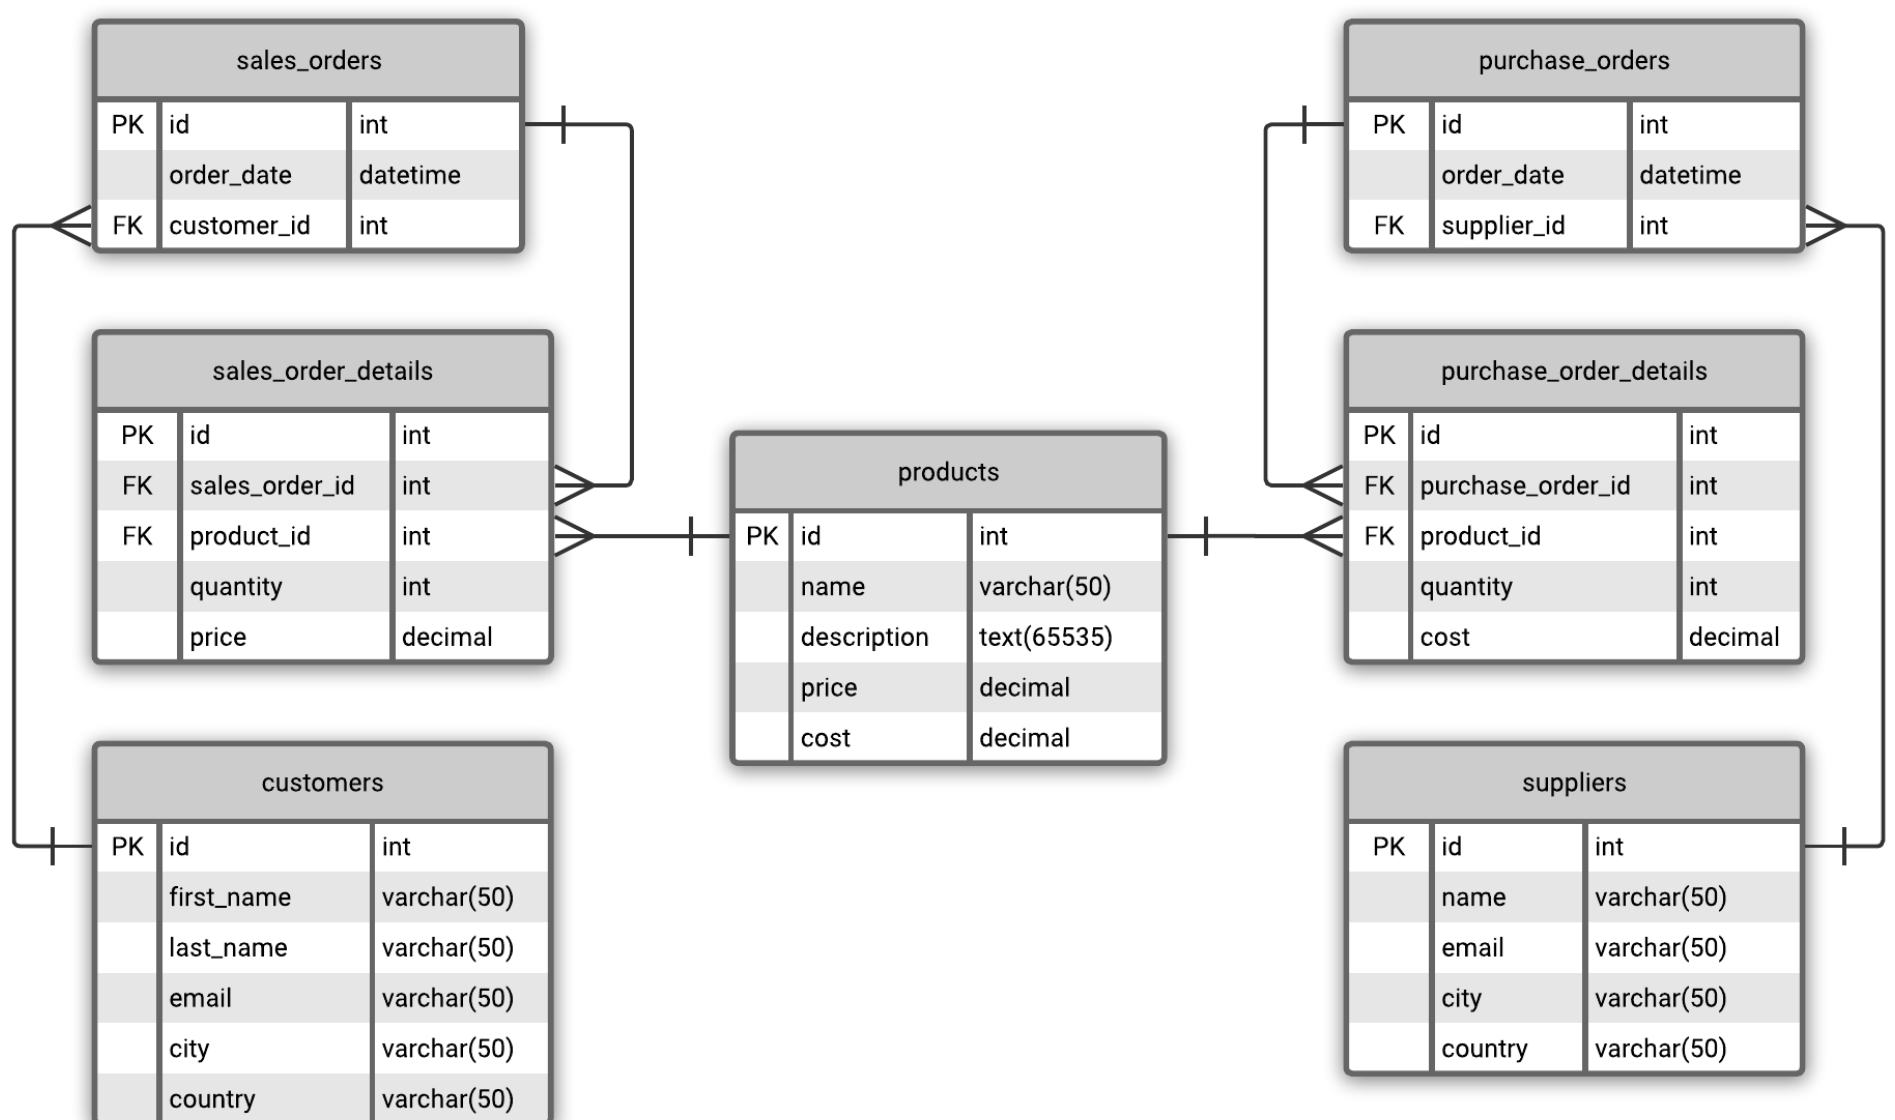 sales_orders
PK id int
order_date datetime
FK customer_id int
sales_order_details
PK id int
FK sales_order_id int
FK product_id int
quantity int
price decimal
customers
PK id int
first_name varchar(50)
last_name varchar(50)
email varchar(50)
city varchar(50)
country varchar(50)
products
PK id int
name varchar(50)
description text(65535)
price decimal
cost decimal
purchase_orders
PK id int
order_date datetime
FK supplier_id int
purchase_order_details
PK id int
FK purchase_order_id int
FK product_id int
quantity int
cost decimal
suppliers
PK id int
name varchar(50)
email varchar(50)
city varchar(50)
country varchar(50)